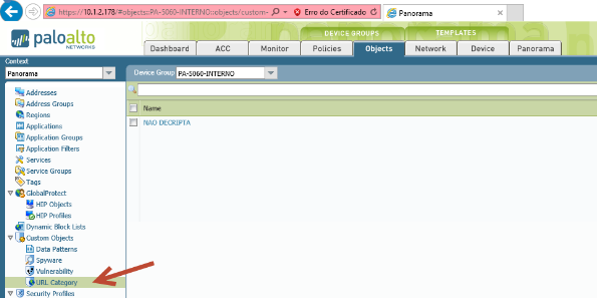 https://10.1.2.178/#objects:PA-5060-INTERNO::objects/custom-
Erro do Certificado
Panorama
paloalto
NETWORKS
DEVICE GROUPS
TEMPLATES
Dashboard
ACC
Monitor
Policies
Objects
Network
Device
Panorama
Context
Panorama
Device Group
PA-5060-INTERNO
Addresses
Address Groups
Regions
Applications
Application Groups
Application Filters
Services
Service Groups
Tags
GlobalProtect
HIP Objects
HIP Profiles
Dynamic Block Lists
Custom Objects
Data Patterns
Spyware
Vulnerability
URL Category
Security Profiles
Name
NAO DECRIPTA